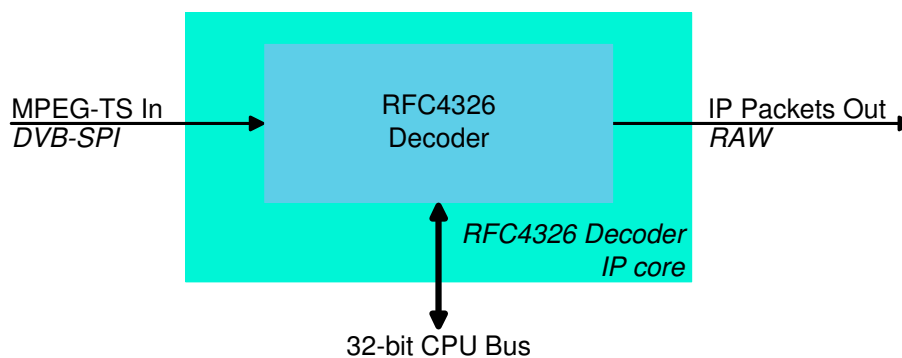 MPEG-TS In
DVB-SPI
RFC4326
Decoder
IP Packets Out
RAW
RFC4326 Decoder
IP core
32-bit CPU Bus